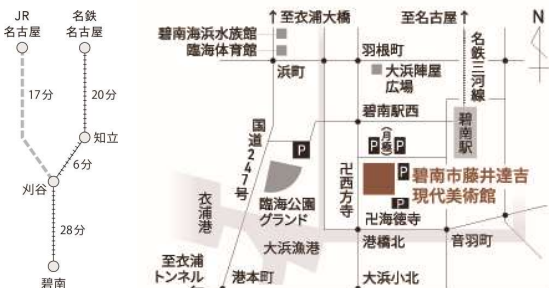 JR
名古屋
名鉄
名古屋
17分
20分
知立
6分
刈谷
28分
碧南
↑至衣浦大橋
至名古屋↑
N
碧南海浜水族館
臨海体育館
浜町
羽根町
大浜陣屋
広場
名鉄三河線
碧南駅西
碧南駅
国道247号
P
P(月極)P
P
卍西方寺
碧南市藤井達吉
現代美術館
P
卍海徳寺
臨海公園
グランド
衣浦港
大浜漁港
港橋北
音羽町
至衣浦
トンネル
港本町
大浜小北